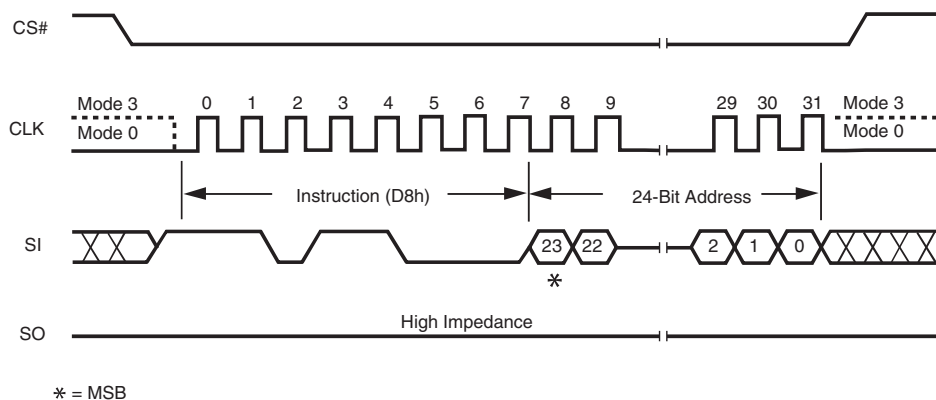 CS#
Mode 3 0 1 2 3 4 5 6 7 8 9 29 30 31 Mode 3
CLK Mode 0 Mode 0
Instruction (D8h) 24-Bit Address
SI 23 22 2 1 0
*
High Impedance
SO
* = MSB